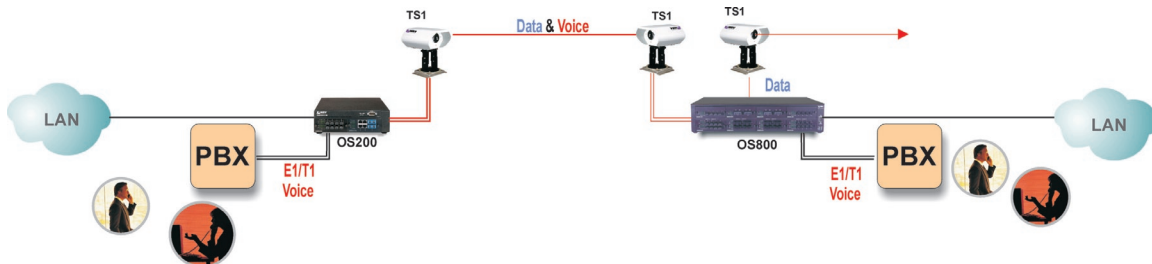 TS1
TS1
TS1
Data & Voice
Data
LAN
OS200
PBX
E1/T1
Voice
OS800
LAN
PBX
E1/T1
Voice